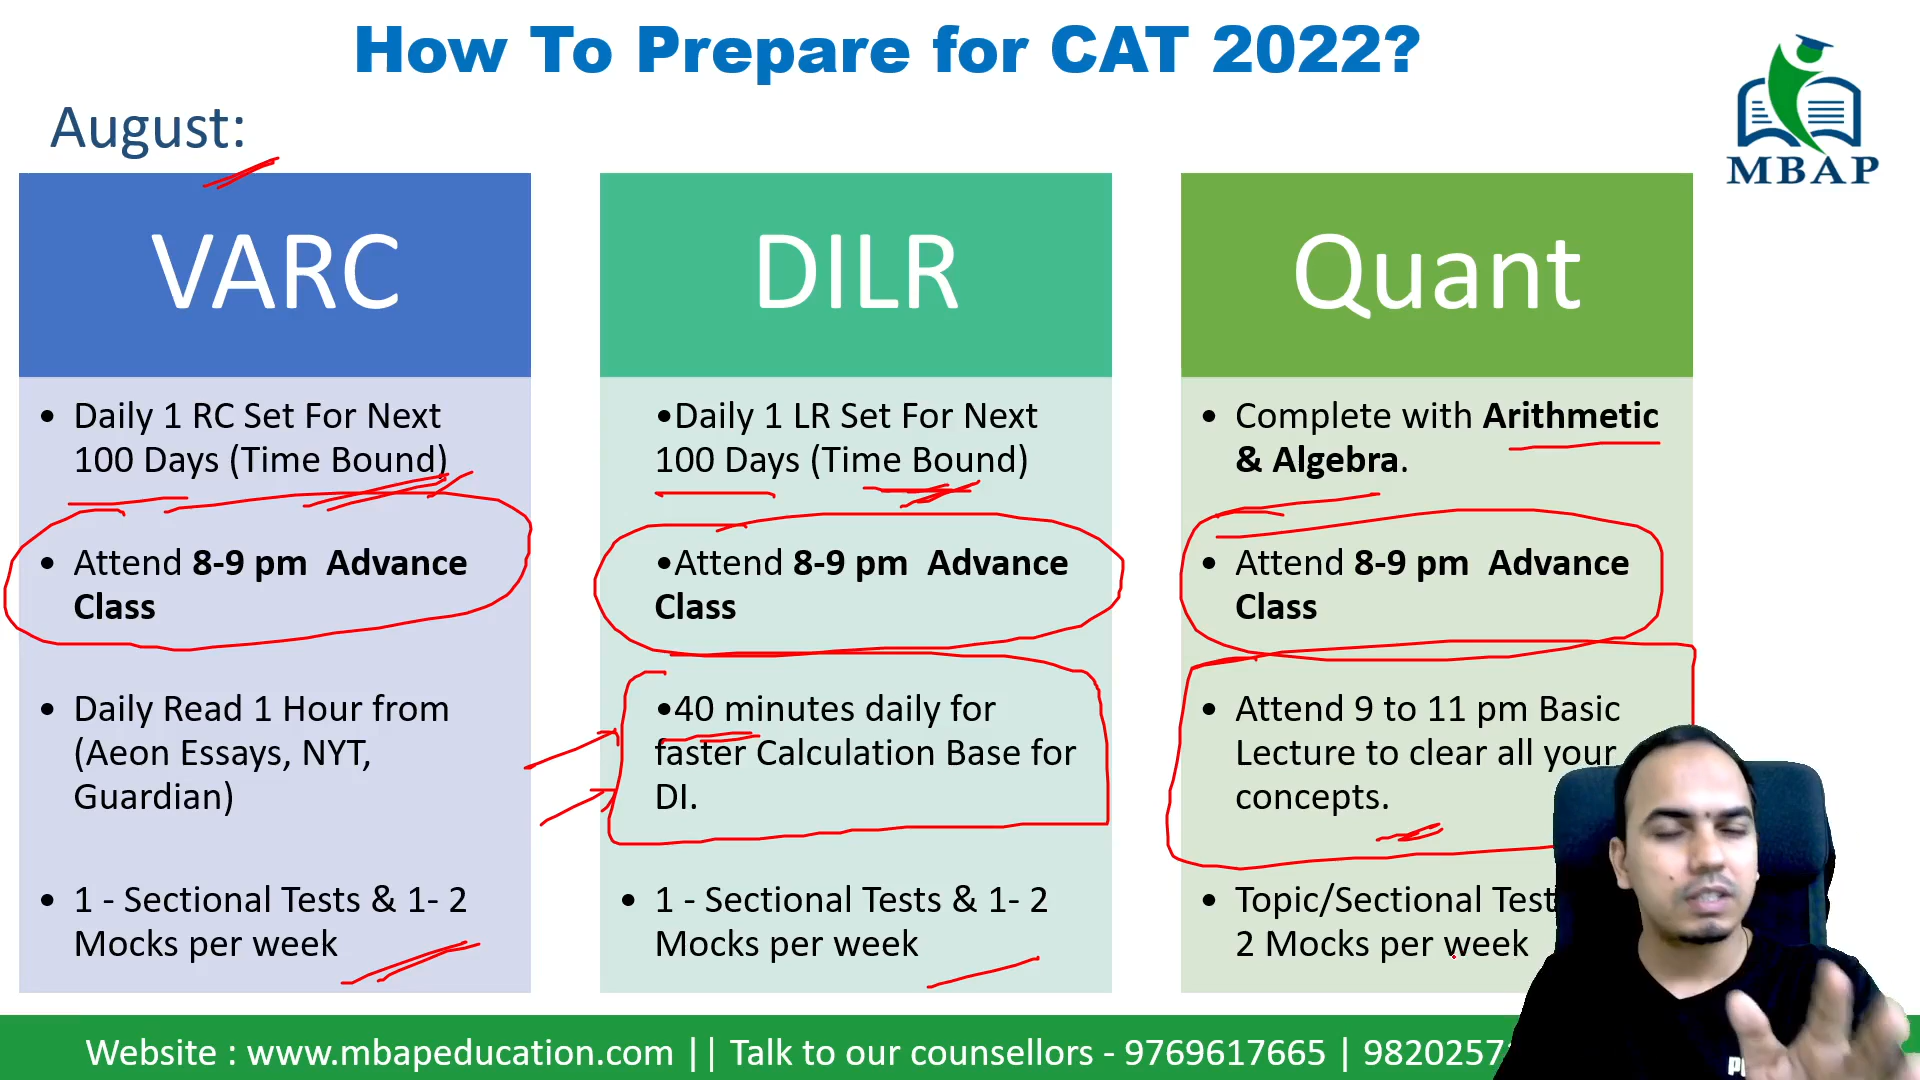 How To Prepare for CAT 2022?
August:
MBAP
VARC
• Daily 1 RC Set For Next
100 Days (Time Bound)
• Attend 8-9 pm Advance
Class
• Daily Read 1 Hour from
(Aeon Essays, NYT,
Guardian)
• 1 - Sectional Tests & 1- 2
Mocks per week
DILR
•Daily 1 LR Set For Next
100 Days (Time Bound)
•Attend 8-9 pm Advance
Class
•40 minutes daily for
faster Calculation Base for
DI.
• 1 - Sectional Tests & 1- 2
Mocks per week
Quant
• Complete with Arithmetic
& Algebra.
• Attend 8-9 pm Advance
Class
• Attend 9 to 11 pm Basic
Lecture to clear all your
concepts.
• Topic/Sectional Test
2 Mocks per week
Website : www.mbapeducation.com || Talk to our counsellors - 9769617665 | 9820257